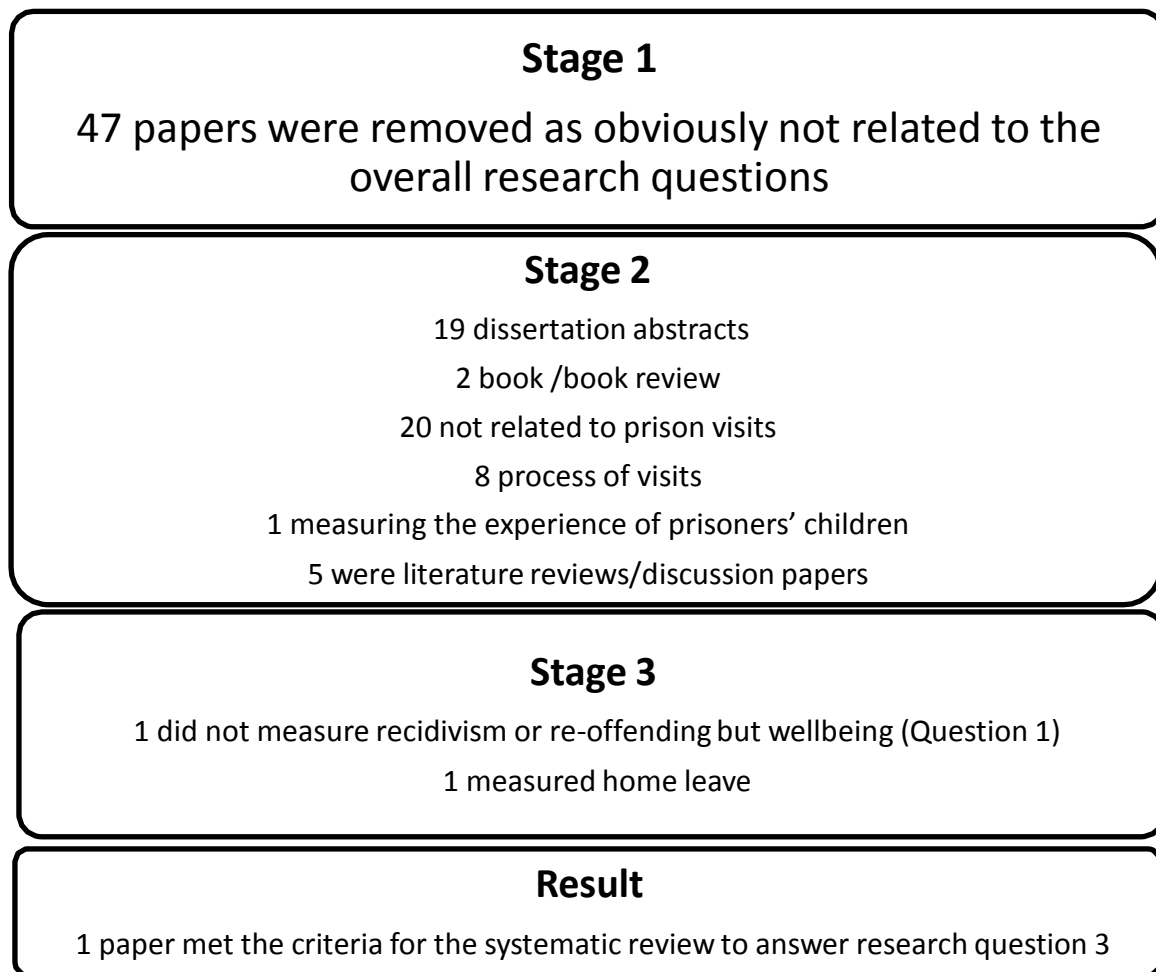 Stage 1
47 papers were removed as obviously not related to the
overall research questions
Stage 2
19 dissertation abstracts
2 book /book review
20 not related to prison visits
8 process of visits
1 measuring the experience of prisoners’ children
5 were literature reviews/discussion papers
Stage 3
1 did not measure recidivism or re-offending but wellbeing (Question 1)
1 measured home leave
Result
1 paper met the criteria for the systematic review to answer research question 3